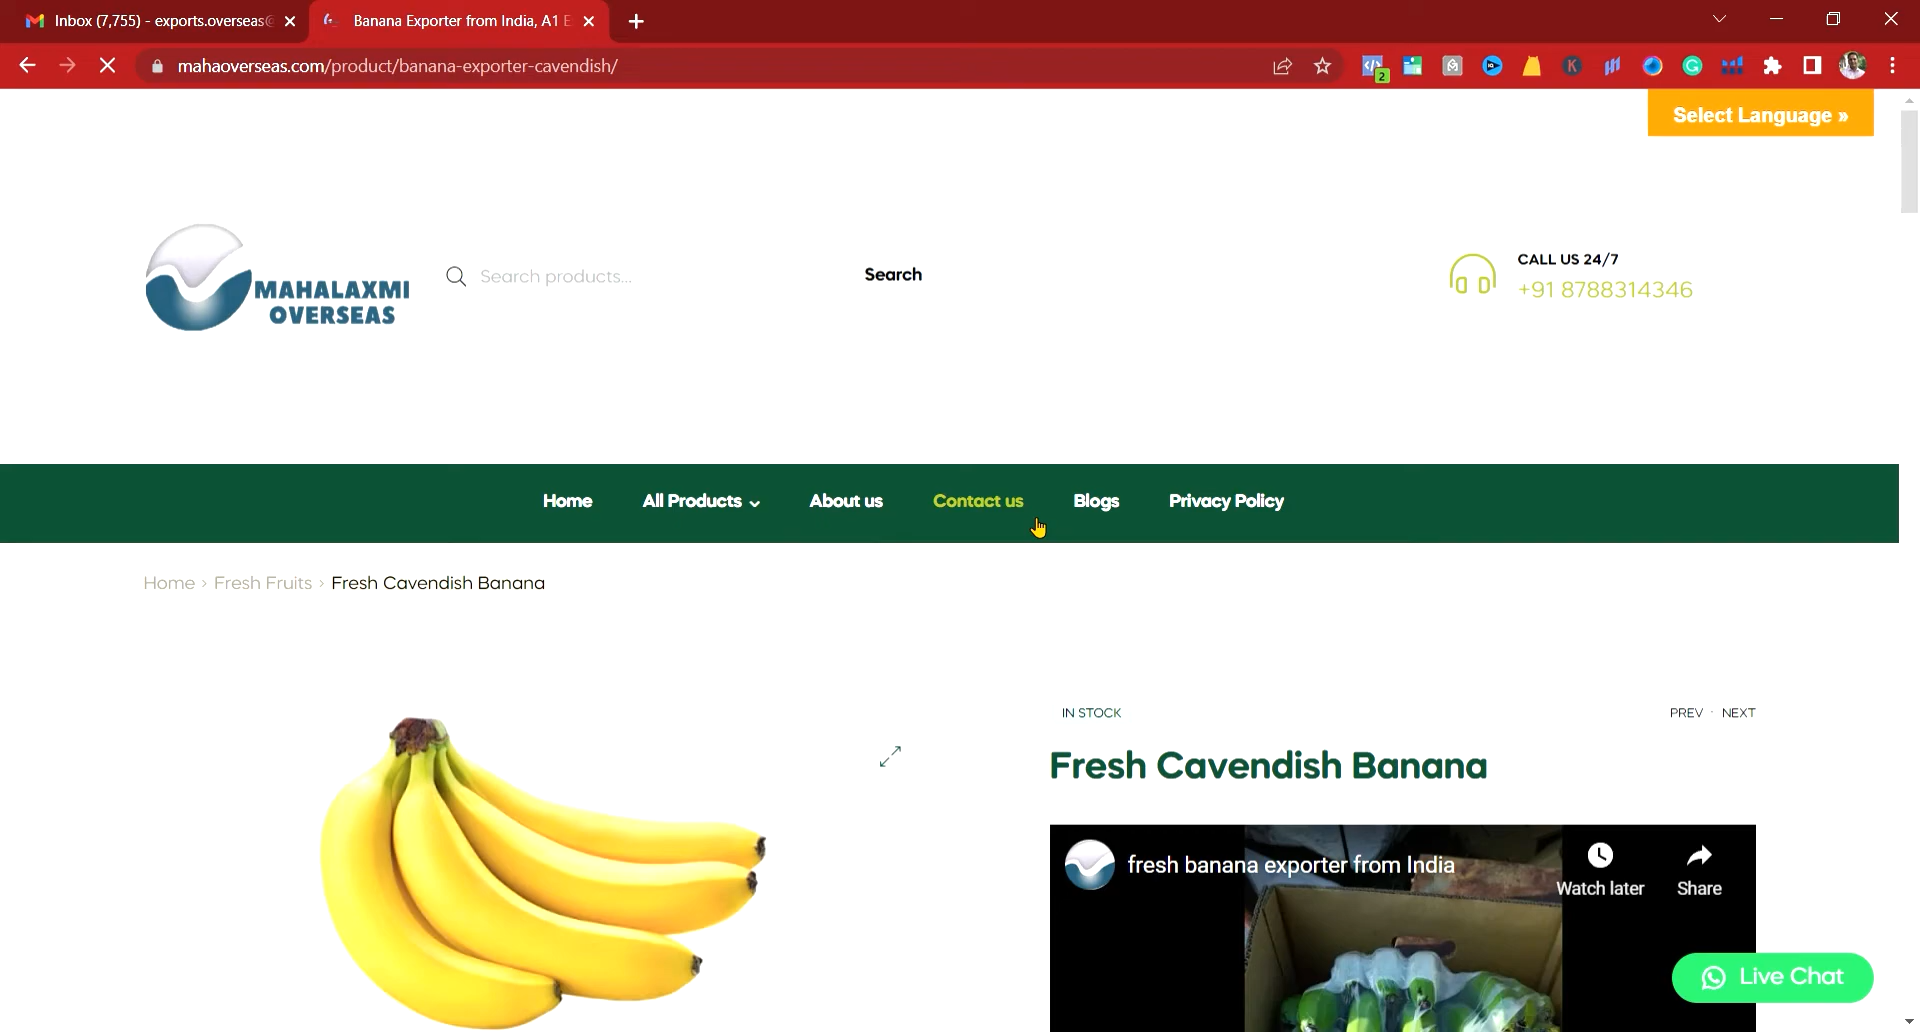 Inbox (7,755) - exports.overseas@
Banana Exporter from India, A1 E
mahaoverseas.com/product/banana-exporter-cavendish/
2
K
Select Language »
MAHALAXMI
OVERSEAS
Search products...
Search
CALL US 24/7
+91 8788314346
Home
All Products
About us
Contact us
Blogs
Privacy Policy
Home > Fresh Fruits > Fresh Cavendish Banana
IN STOCK
PREV
NEXT
Fresh Cavendish Banana
fresh banana exporter from India
Watch later
Share
Live Chat